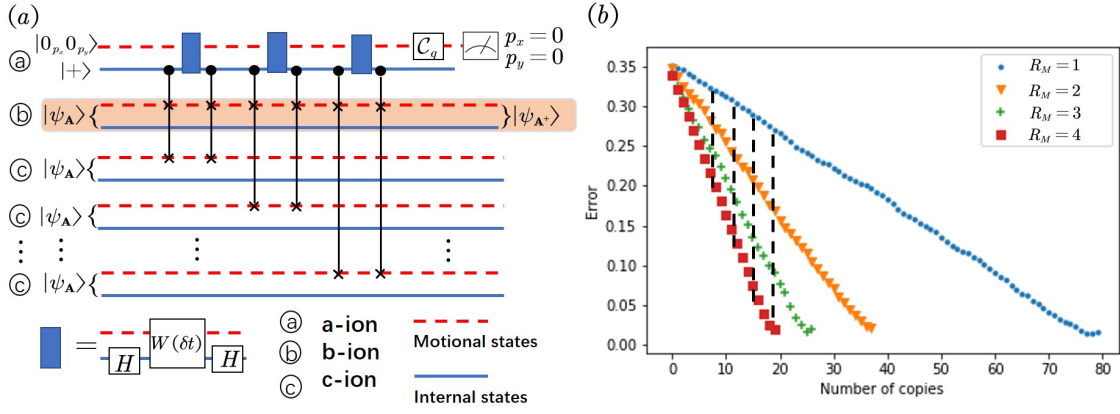 (a)
|0_{p_x} 0_{p_y}⟩
C_q
p_x = 0
p_y = 0
ⓐ
|+⟩
ⓑ |ψ_A⟩{ }|ψ_{A^+}⟩
ⓒ |ψ_A⟩{
ⓒ |ψ_A⟩{
ⓒ |ψ_A⟩{
= H W(δt) H
ⓐ a-ion
ⓑ b-ion
ⓒ c-ion
Motional states
Internal states
(b)
Error
0.35
0.30
0.25
0.20
0.15
0.10
0.05
0.00
0 10 20 30 40 50 60 70 80
Number of copies
R_M = 1
R_M = 2
R_M = 3
R_M = 4